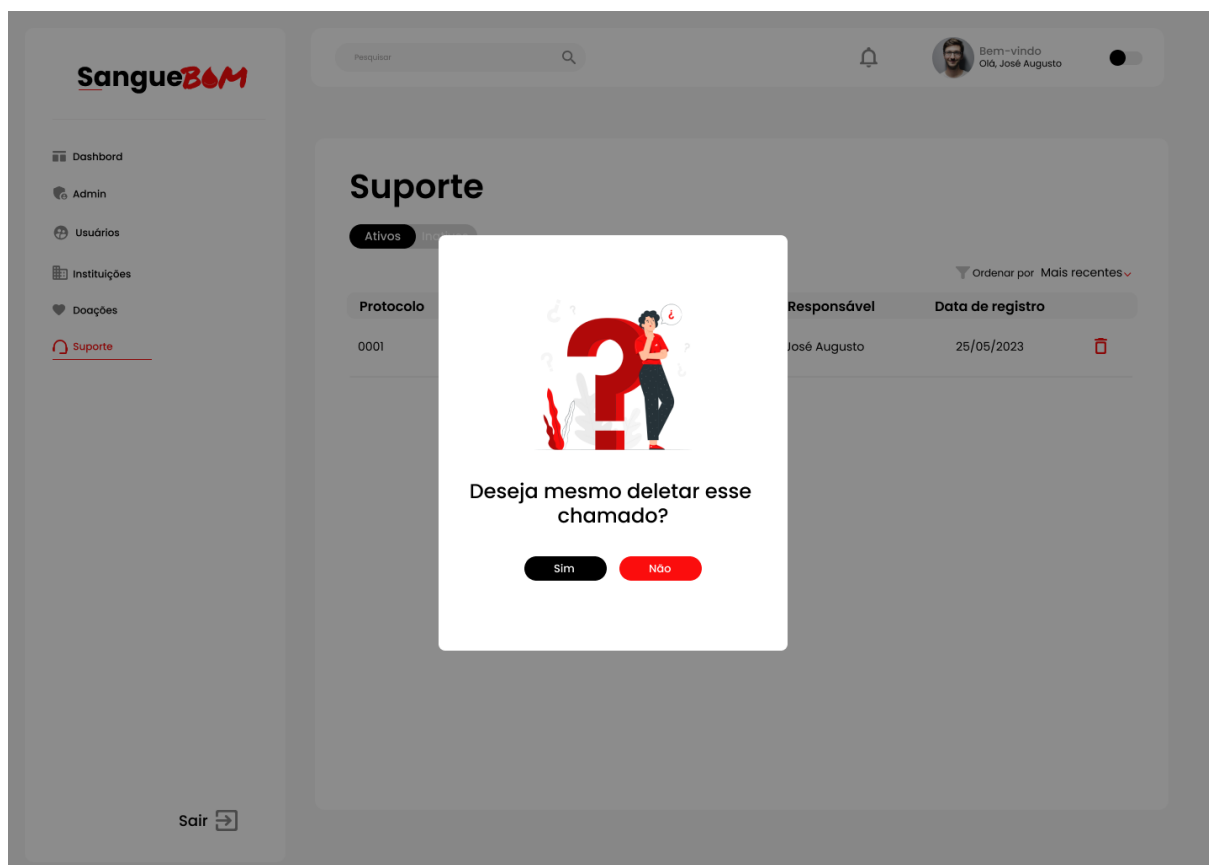 SangueBOM
Pesquisar
Bem-vindo
Olá, José Augusto
Dashbord
Admin
Usuários
Instituições
Doações
Suporte
Sair
Suporte
Ativos
Ordenar por Mais recentes
Protocolo Responsável Data de registro
0001 José Augusto 25/05/2023
Deseja mesmo deletar esse
chamado?
Sim Não